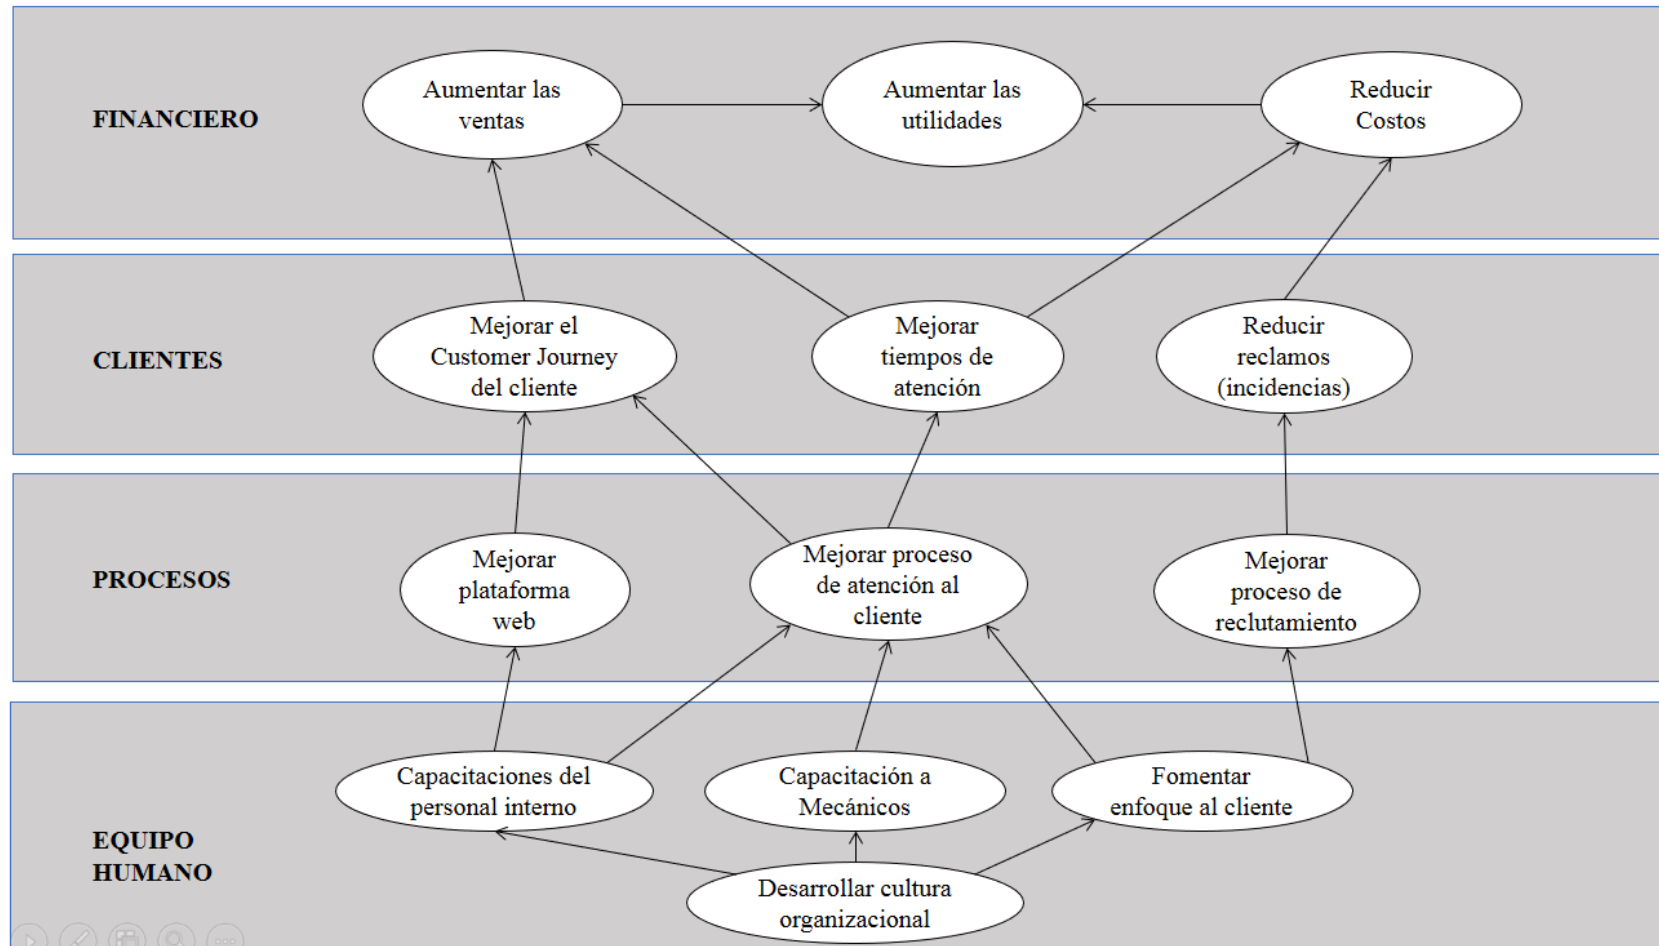 FINANCIERO
Aumentar las
ventas
Aumentar las
utilidades
Reducir
Costos
CLIENTES
Mejorar el
Customer Journey
del cliente
Mejorar
tiempos de
atención
Reducir
reclamos
(incidencias)
PROCESOS
Mejorar
plataforma
web
Mejorar proceso
de atención al
cliente
Mejorar
proceso de
reclutamiento
EQUIPO
HUMANO
Capacitaciones del
personal interno
Capacitación a
Mecánicos
Fomentar
enfoque al cliente
Desarrollar cultura
organizacional